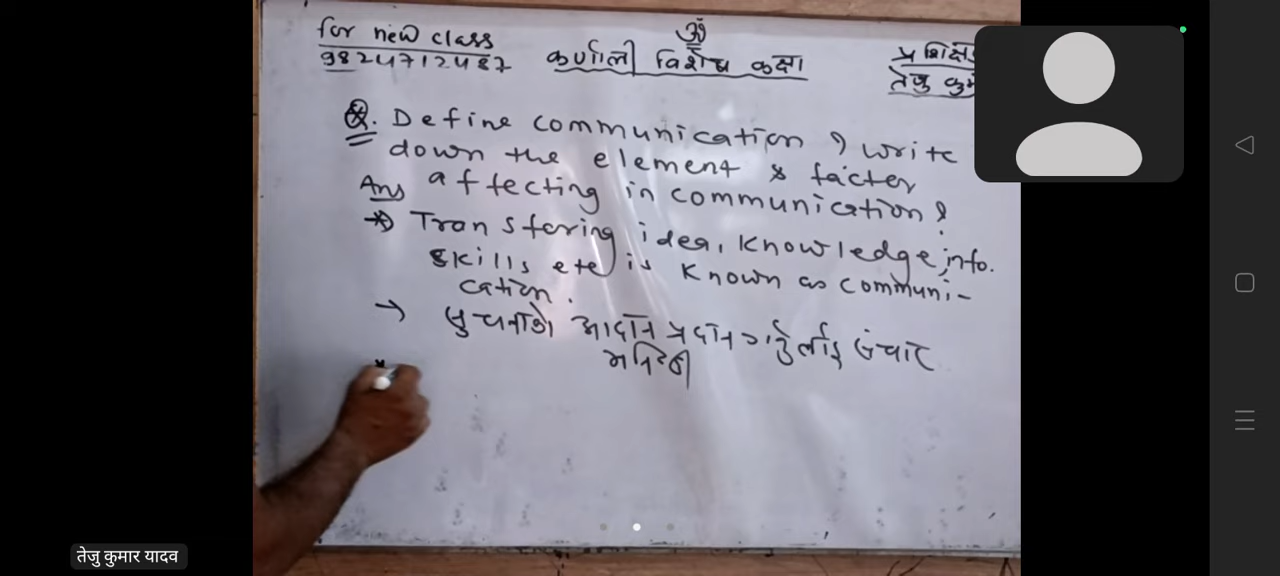 for new class
9824712487
ॐ
कर्णाली विशेष कक्षा
प्रशिक्षक
तेजु कुमा
Q. Define communication, write
down the element & facter
affecting in communication?
Ans
* Transfering idea, Knowledge, info.
skills etc is known as communi-
cation.
→ सुचनाको आदान प्रदान गर्नुलाई संचार
भनिन्छ
तेजु कुमार यादव